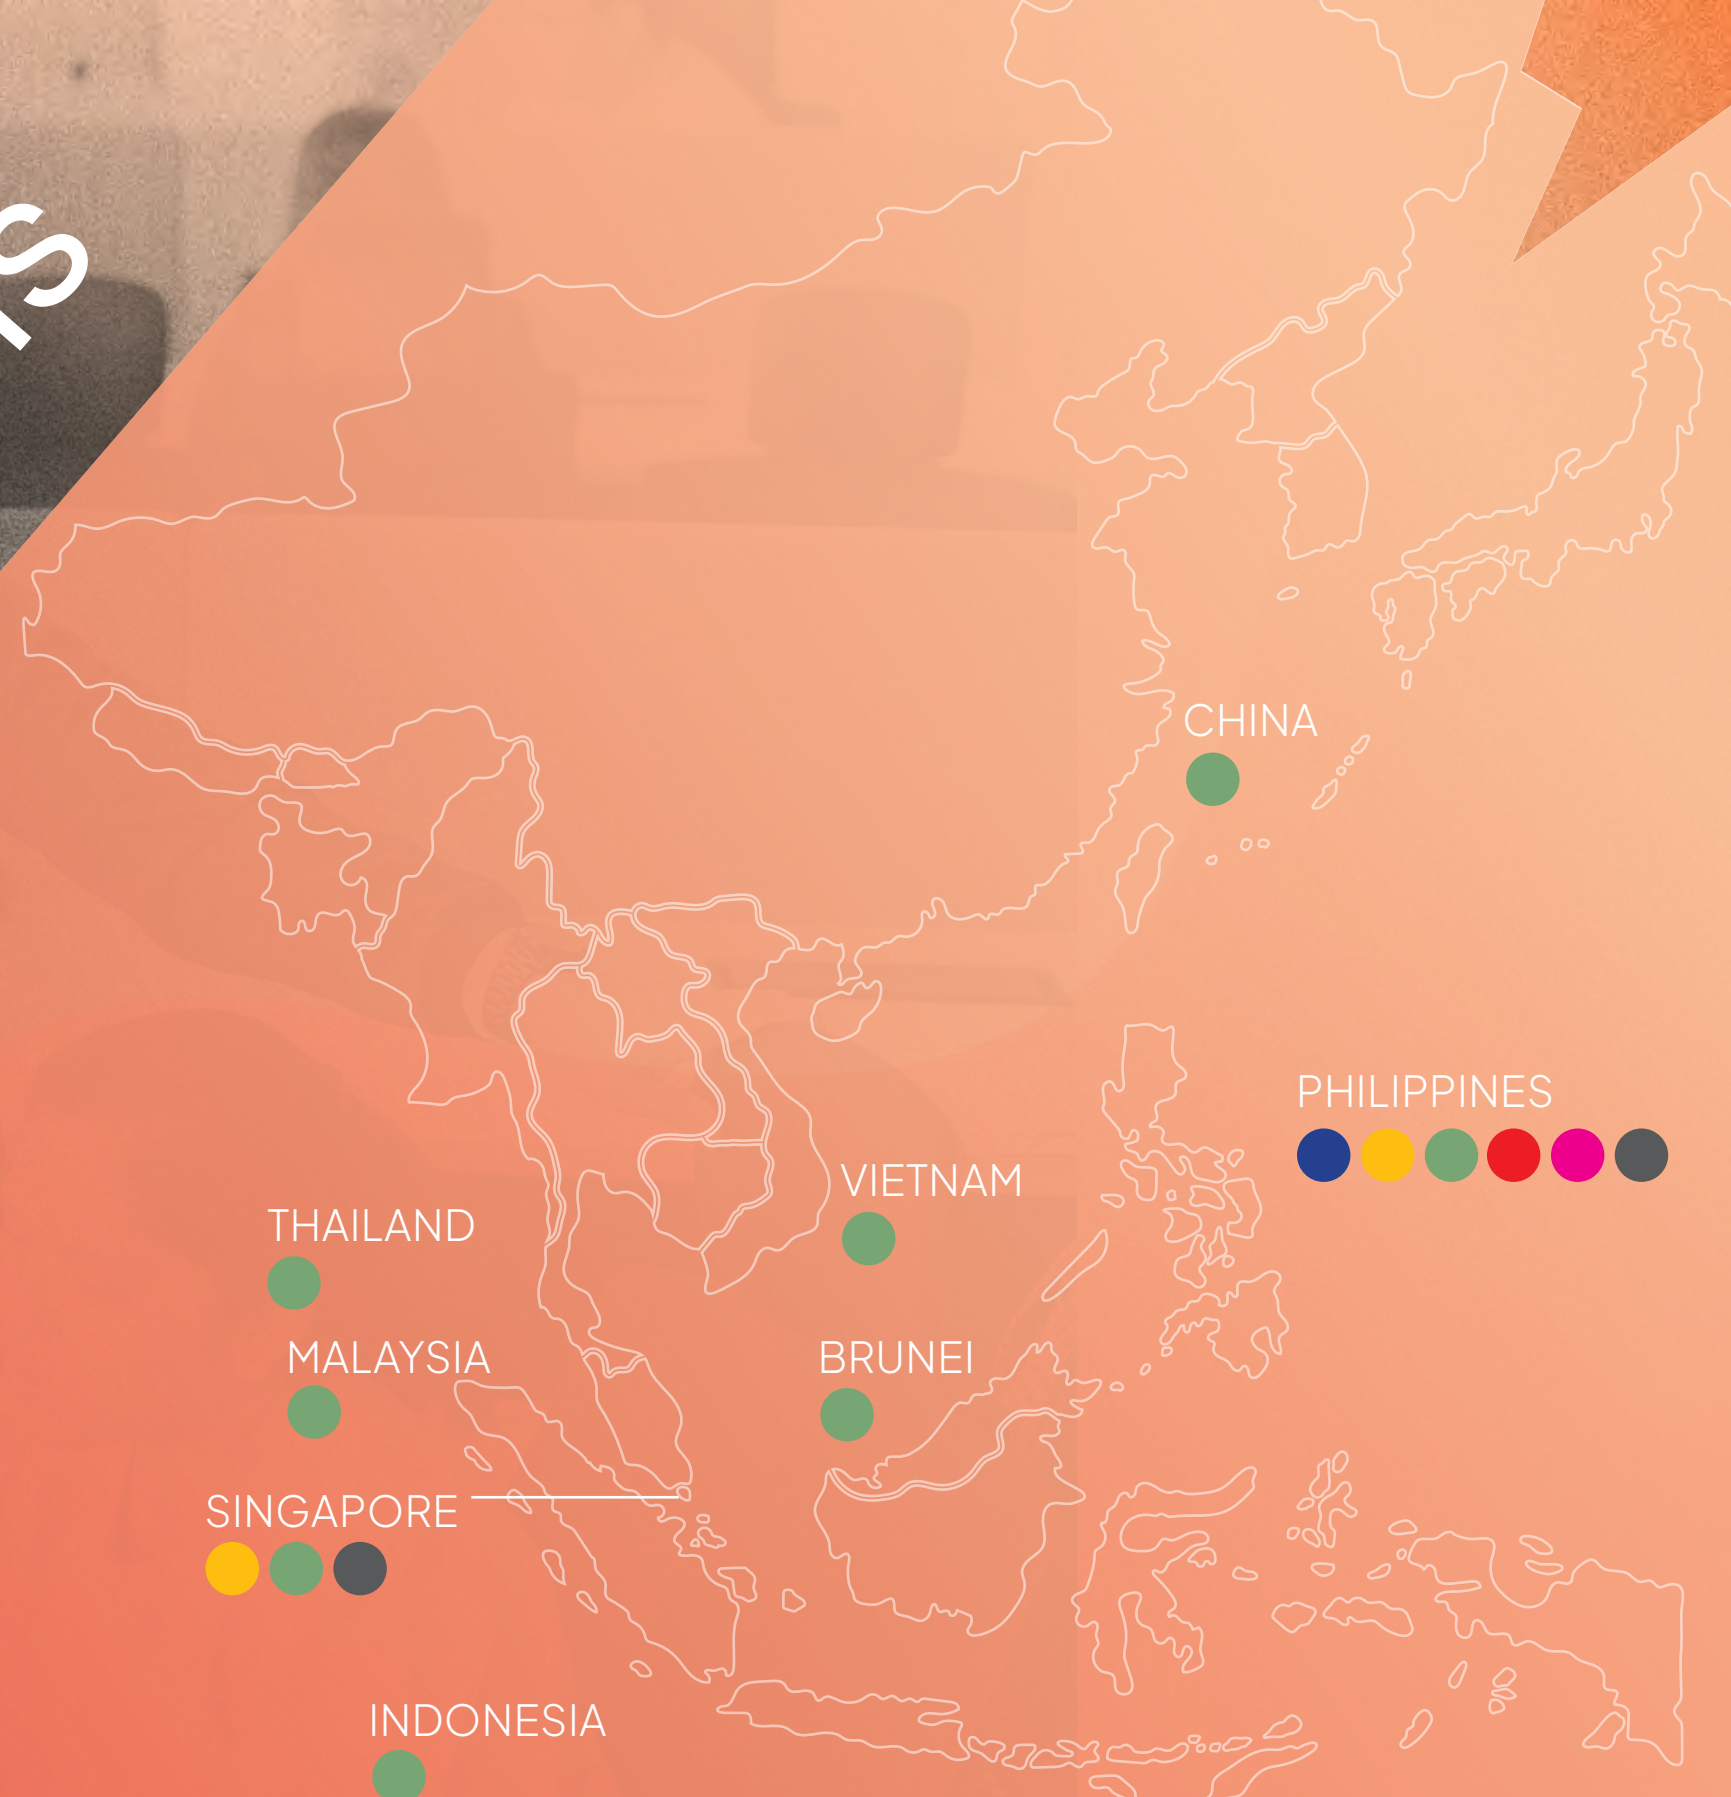 CHINA
PHILIPPINES
VIETNAM
THAILAND
MALAYSIA
BRUNEI
SINGAPORE
INDONESIA